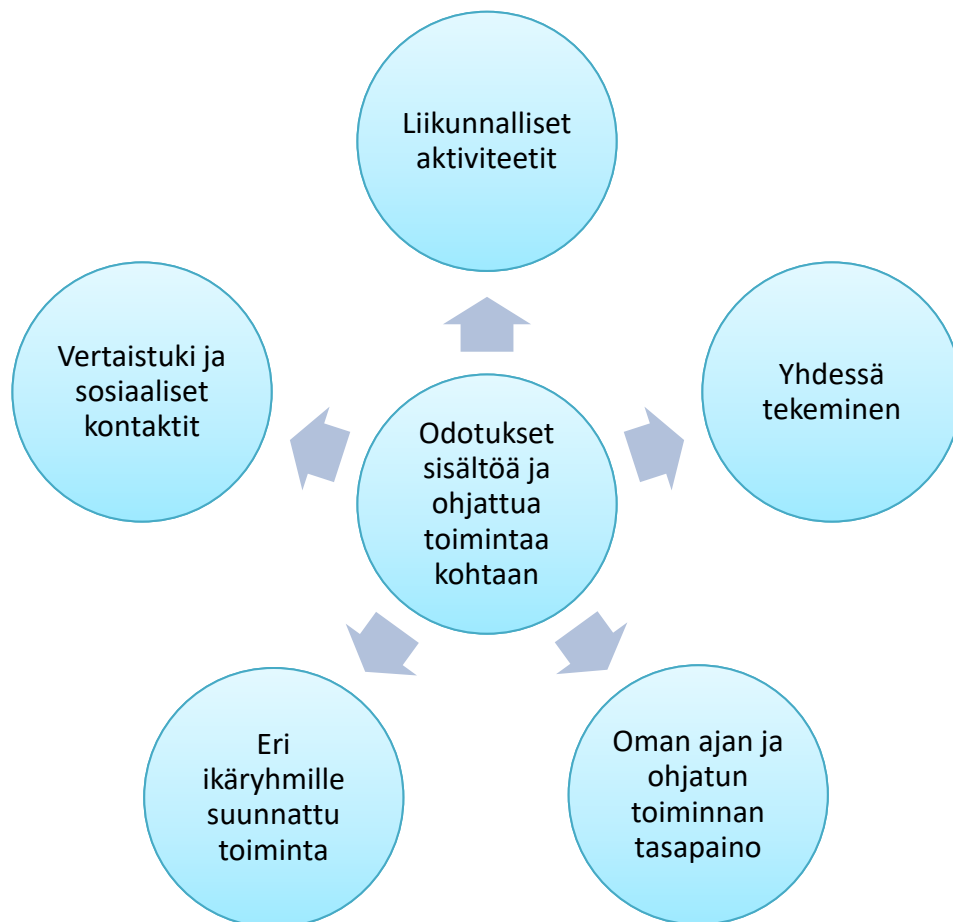 Liikunnalliset
aktiviteetit
Vertaistuki ja
sosiaaliset
kontaktit
Yhdessä
tekeminen
Odotukset
sisältöä ja
ohjattua
toimintaa
kohtaan
Eri
ikäryhmille
suunnattu
toiminta
Oman ajan ja
ohjatun
toiminnan
tasapaino